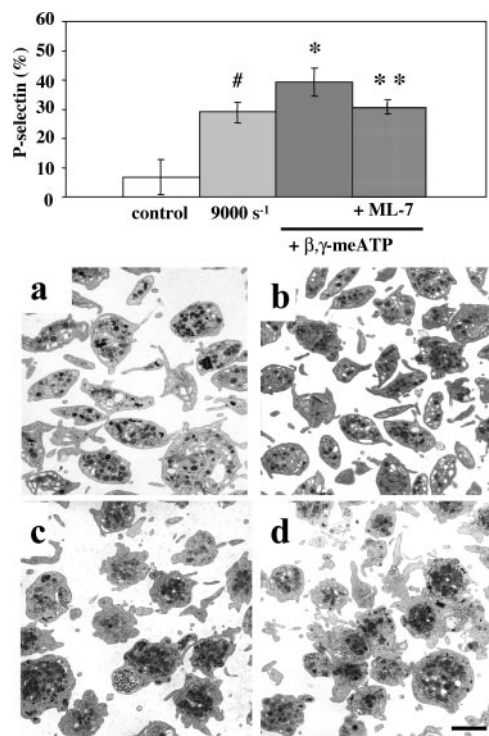 60
50
40
30
20
10
0
P-selectin (%)
#
*
* *
control
9000 s⁻¹
+ ML-7
+ β,γ-meATP
a
b
c
d